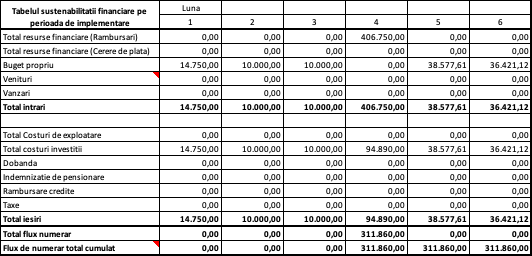 Tabelul sustenabilitatii financiare pe perioada de implementare Luna
1 2 3 4 5 6
Total resurse financiare (Rambursari) 0,00 0,00 0,00 406.750,00 0,00 0,00
Total resurse financiare (Cerere de plata) 0,00 0,00 0,00 0,00 0,00 0,00
Buget propriu 14.750,00 10.000,00 10.000,00 0,00 38.577,61 36.421,12
Venituri 0,00 0,00 0,00 0,00 0,00 0,00
Vanzari 0,00 0,00 0,00 0,00 0,00 0,00
Total intrari 14.750,00 10.000,00 10.000,00 406.750,00 38.577,61 36.421,12
Total Costuri de exploatare 0,00 0,00 0,00 0,00 0,00 0,00
Total costuri investitii 14.750,00 10.000,00 10.000,00 94.890,00 38.577,61 36.421,12
Dobanda 0,00 0,00 0,00 0,00 0,00 0,00
Indemnizatie de pensionare 0,00 0,00 0,00 0,00 0,00 0,00
Rambursare credite 0,00 0,00 0,00 0,00 0,00 0,00
Taxe 0,00 0,00 0,00 0,00 0,00 0,00
Total iesiri 14.750,00 10.000,00 10.000,00 94.890,00 38.577,61 36.421,12
Total flux numerar 0,00 0,00 0,00 311.860,00 0,00 0,00
Flux de numerar total cumulat 0,00 0,00 0,00 311.860,00 311.860,00 311.860,00